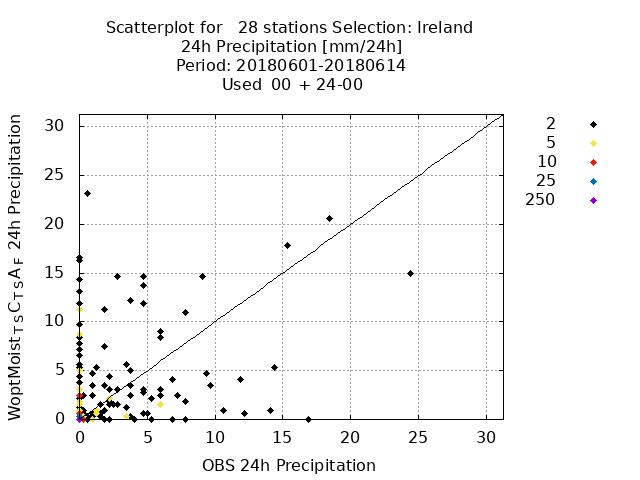 Scatterplot for 28 stations Selection: Ireland
24h Precipitation [mm/24h]
Period: 20180601-20180614
Used 00 + 24-00
WoptMoist_TSC_TSA_F 24h Precipitation
30
25
20
15
10
5
0
0 5 10 15 20 25 30
OBS 24h Precipitation
2
5
10
25
250